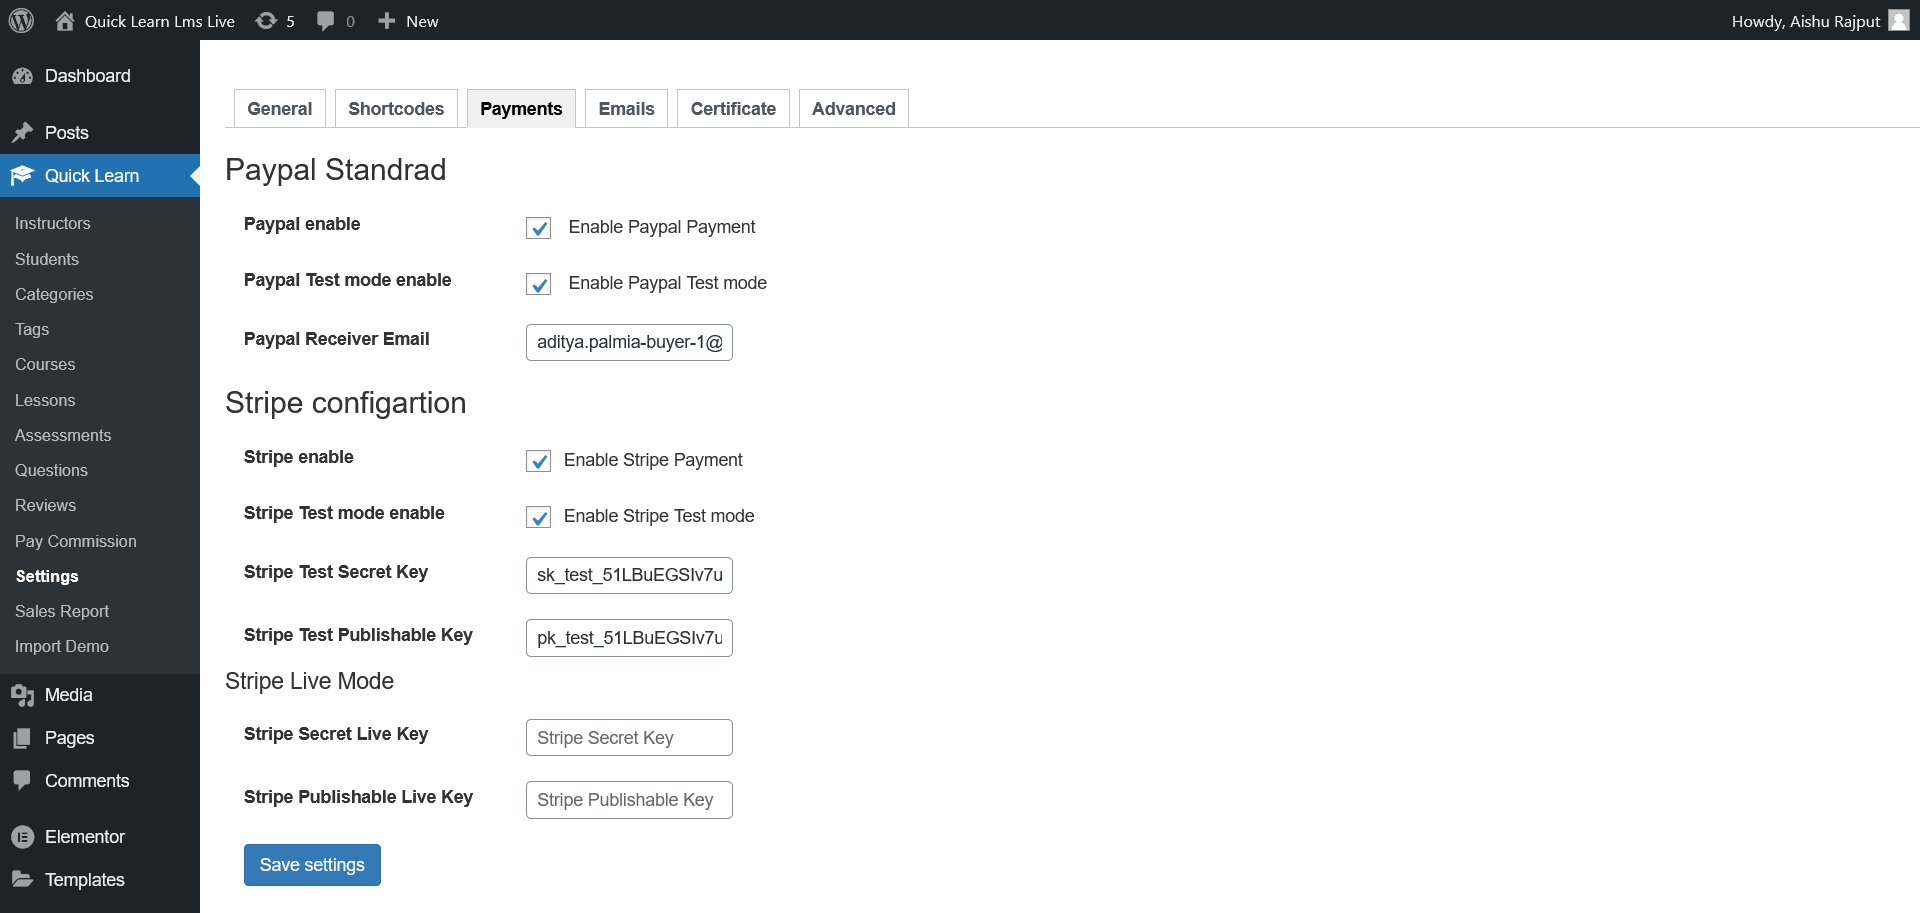 Quick Learn Lms Live 5 0 New Howdy, Aishu Rajput
Dashboard
Posts
Quick Learn
Instructors
Students
Categories
Tags
Courses
Lessons
Assessments
Questions
Reviews
Pay Commission
Settings
Sales Report
Import Demo
Media
Pages
Comments
Elementor
Templates
General Shortcodes Payments Emails Certificate Advanced
Paypal Standrad
Paypal enable Enable Paypal Payment
Paypal Test mode enable Enable Paypal Test mode
Paypal Receiver Email aditya.palmia-buyer-1@
Stripe configartion
Stripe enable Enable Stripe Payment
Stripe Test mode enable Enable Stripe Test mode
Stripe Test Secret Key sk_test_51LBuEGSIv7u
Stripe Test Publishable Key pk_test_51LBuEGSIv7u
Stripe Live Mode
Stripe Secret Live Key Stripe Secret Key
Stripe Publishable Live Key Stripe Publishable Key
Save settings